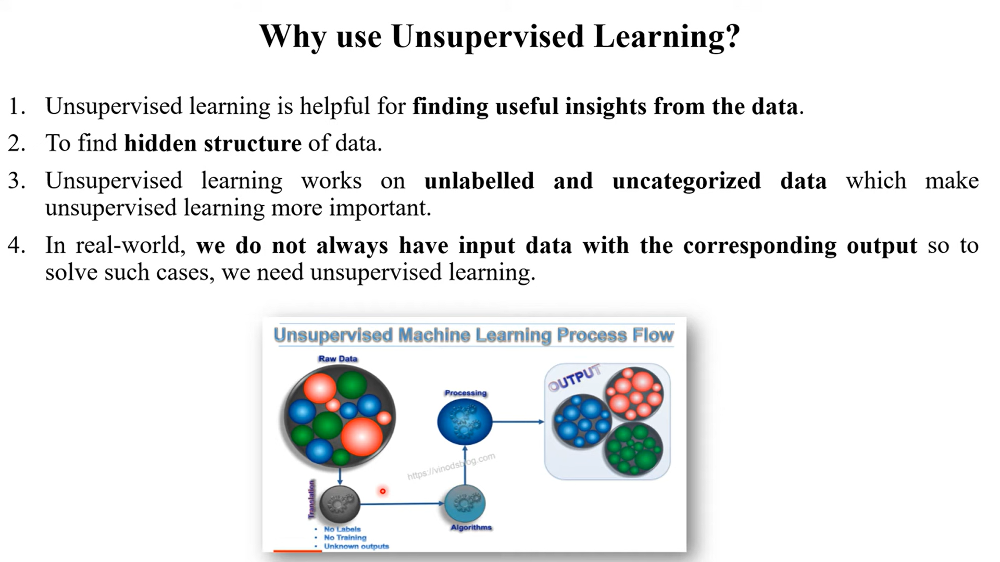 Why use Unsupervised Learning?
1. Unsupervised learning is helpful for finding useful insights from the data.
2. To find hidden structure of data.
3. Unsupervised learning works on unlabelled and uncategorized data which make
unsupervised learning more important.
4. In real-world, we do not always have input data with the corresponding output so to
solve such cases, we need unsupervised learning.
Unsupervised Machine Learning Process Flow
Raw Data
Processing
OUTPUT
https://vinodsblog.com
Translation
Algorithms
• No Labels
• No Training
• Unknown outputs